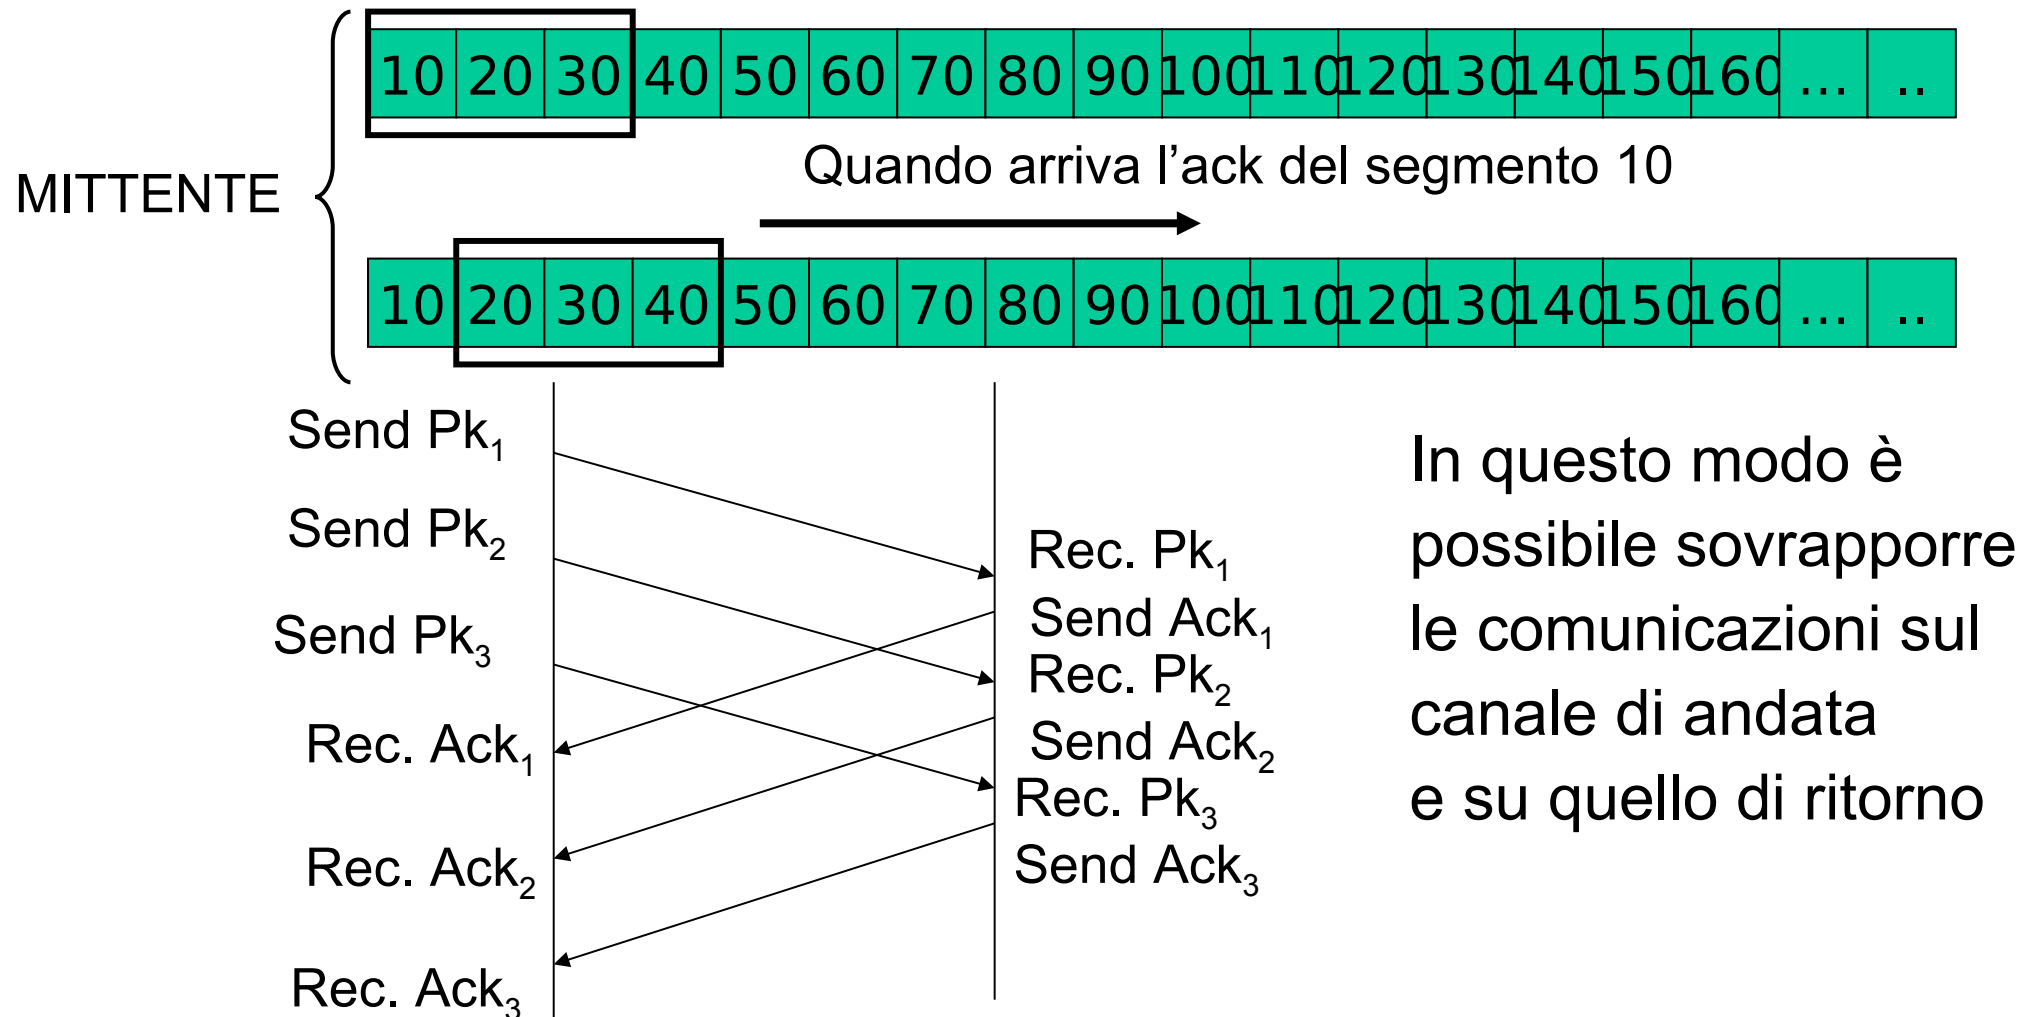 10 20 30 40 50 60 70 80 90 100 110 120 130 140 150 160 ... ..
Quando arriva l’ack del segmento 10
MITTENTE
10 20 30 40 50 60 70 80 90 100 110 120 130 140 150 160 ... ..
Send Pk₁
Send Pk₂
Send Pk₃
Rec. Ack₁
Rec. Ack₂
Rec. Ack₃
Rec. Pk₁
Send Ack₁
Rec. Pk₂
Send Ack₂
Rec. Pk₃
Send Ack₃
In questo modo è
possibile sovrapporre
le comunicazioni sul
canale di andata
e su quello di ritorno